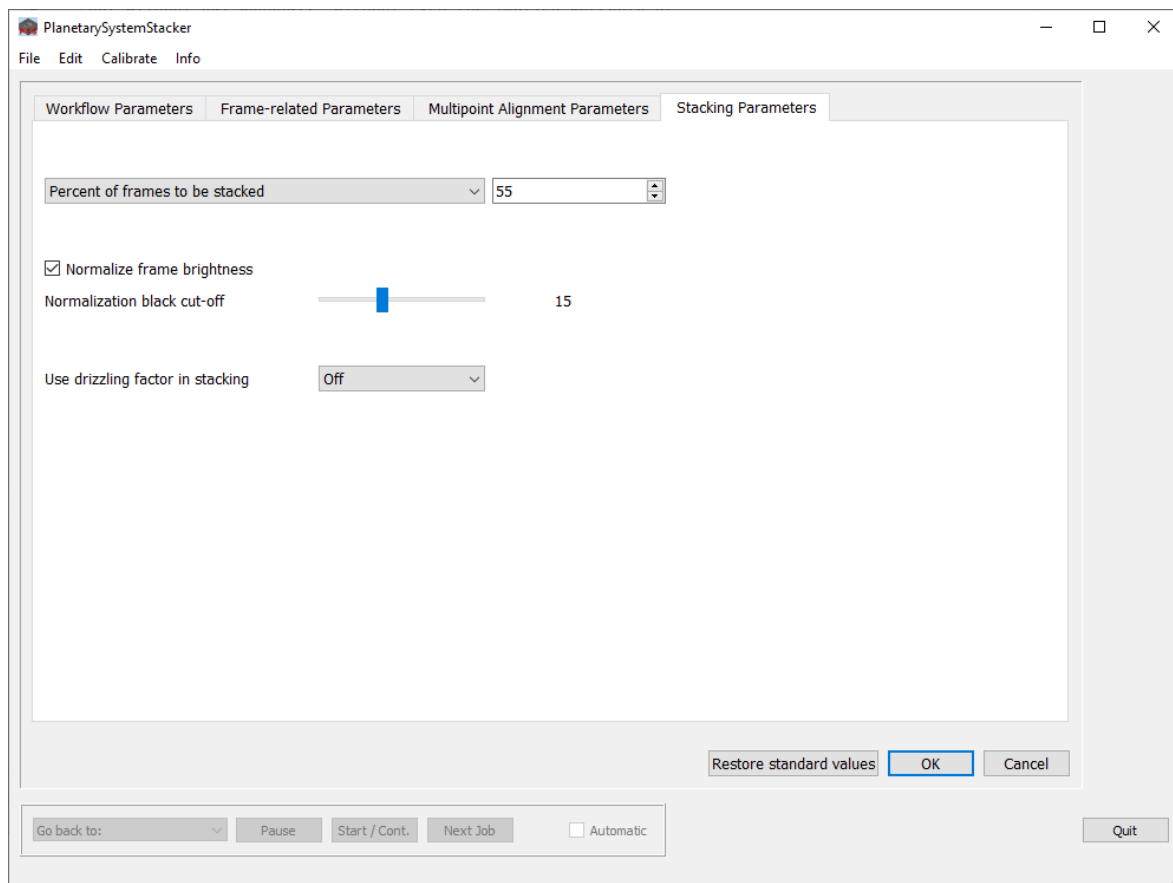 PlanetarySystemStacker
File Edit Calibrate Info
Workflow Parameters Frame-related Parameters Multipoint Alignment Parameters Stacking Parameters
Percent of frames to be stacked 55
Normalize frame brightness
Normalization black cut-off 15
Use drizzling factor in stacking Off
Restore standard values OK Cancel
Go back to: Pause Start / Cont. Next Job Automatic Quit